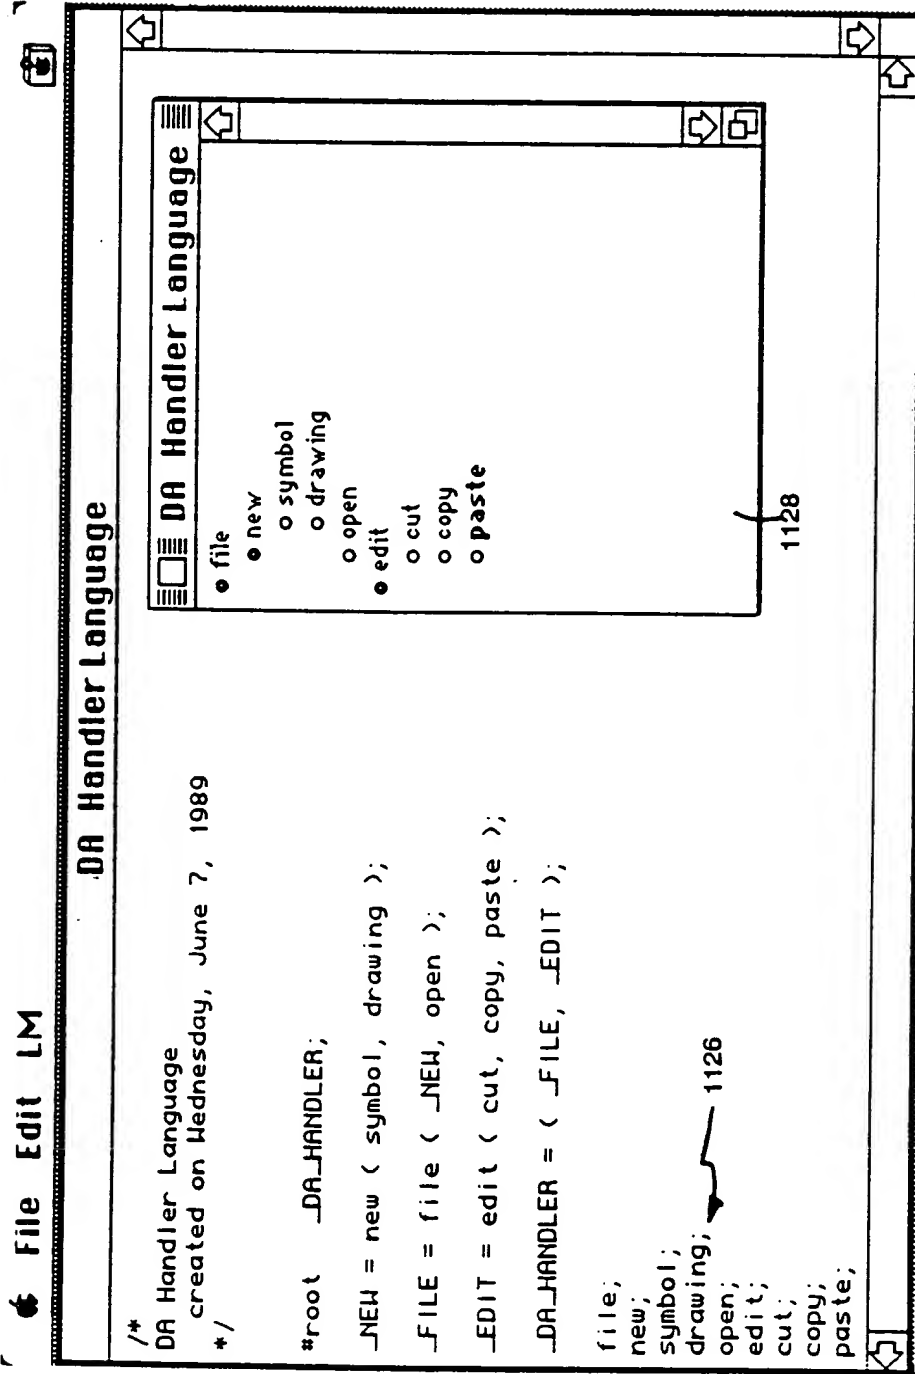 File Edit LM
DA Handler Language
/*
DA Handler Language
created on Wednesday, June 7, 1989
*/
#root _DA_HANDLER;
_NEW = new ( symbol, drawing );
_FILE = file ( _NEW, open );
_EDIT = edit ( cut, copy, paste );
_DA_HANDLER = ( _FILE, _EDIT );
file;
new;
symbol;
drawing;
open;
edit;
cut;
copy;
paste;
1126
DA Handler Language
file
new
symbol
drawing
open
edit
cut
copy
paste
1128